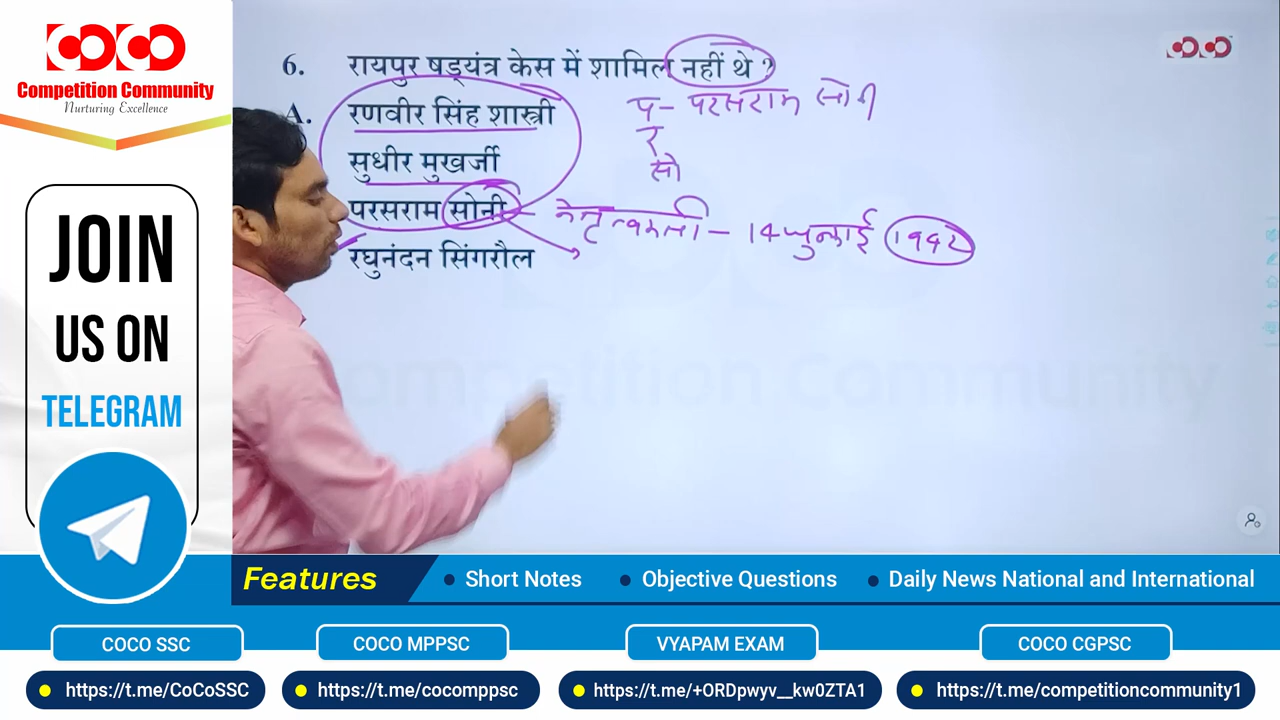 COCO
Competition Community
Nurturing Excellence
JOIN
US ON
TELEGRAM
6. रायपुर षड्यंत्र केस में शामिल नहीं थे ?
A. रणवीर सिंह शास्त्री
सुधीर मुखर्जी
परसराम सोनी
रघुनंदन सिंगरौल
प – परसराम सोनी
र
सो
नेतृत्वकर्ता – 14 जुलाई 1942
Competition Community
Features
Short Notes
Objective Questions
Daily News National and International
COCO SSC
COCO MPPSC
VYAPAM EXAM
COCO CGPSC
https://t.me/CoCoSSC
https://t.me/cocomppsc
https://t.me/+ORDpwyv__kw0ZTA1
https://t.me/competitioncommunity1